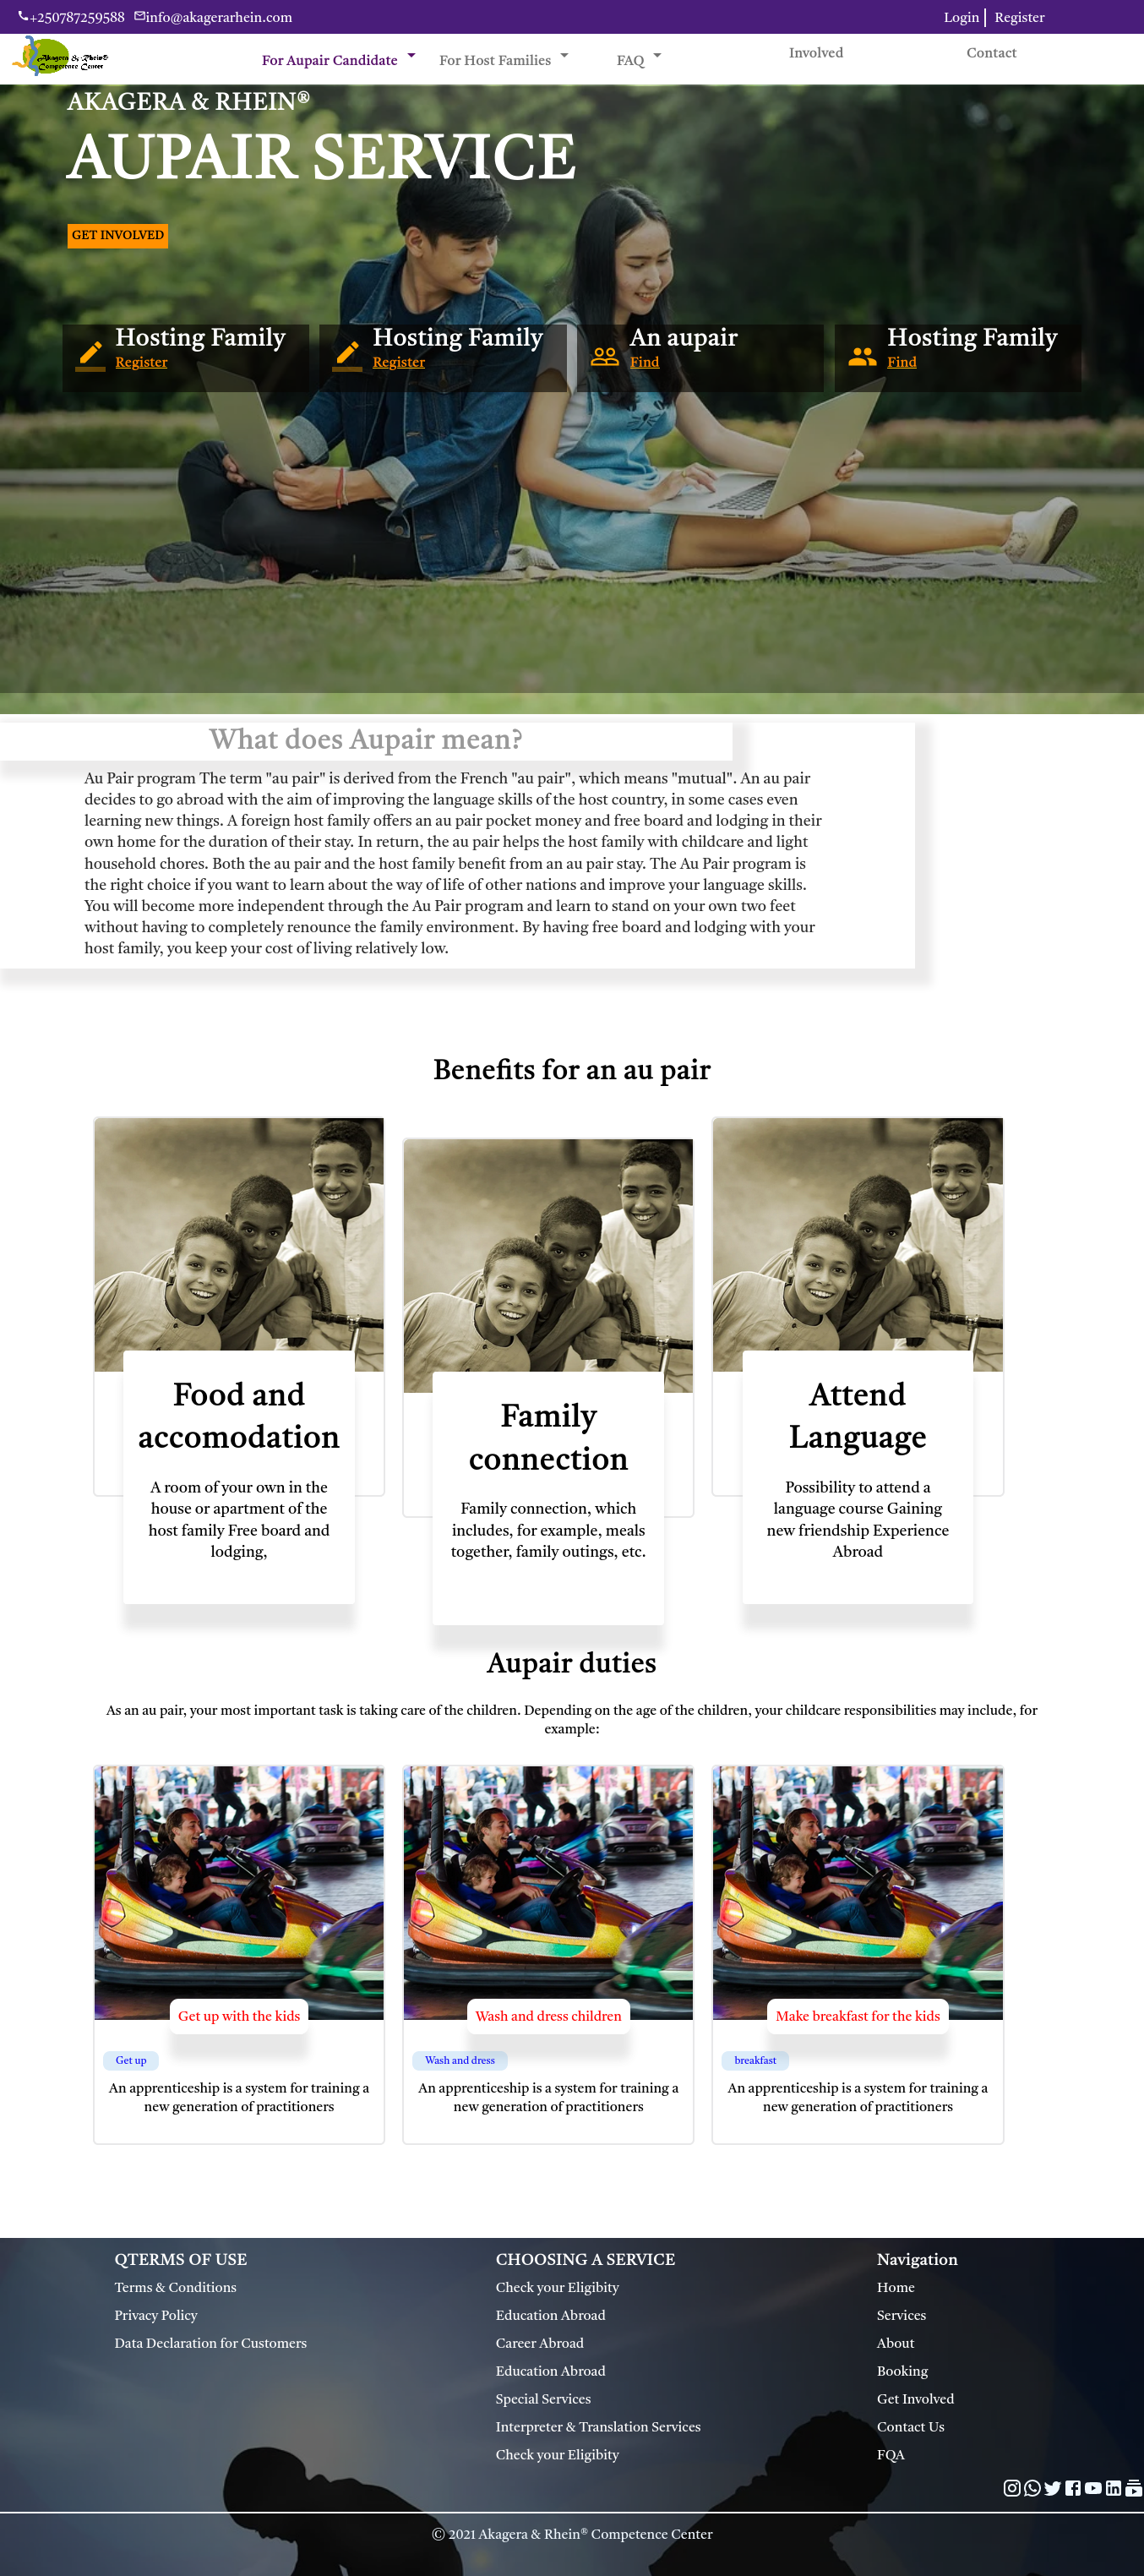 +250787259588 info@akagerarhein.com Login Register
Akagera & Rhein®
Competence Center
For Aupair Candidate For Host Families FAQ Involved Contact
AKAGERA & RHEIN®
AUPAIR SERVICE
GET INVOLVED
Hosting Family
Register
Hosting Family
Register
An aupair
Find
Hosting Family
Find
What does Aupair mean?
Au Pair program The term "au pair" is derived from the French "au pair", which means "mutual". An au pair
decides to go abroad with the aim of improving the language skills of the host country, in some cases even
learning new things. A foreign host family offers an au pair pocket money and free board and lodging in their
own home for the duration of their stay. In return, the au pair helps the host family with childcare and light
household chores. Both the au pair and the host family benefit from an au pair stay. The Au Pair program is
the right choice if you want to learn about the way of life of other nations and improve your language skills.
You will become more independent through the Au Pair program and learn to stand on your own two feet
without having to completely renounce the family environment. By having free board and lodging with your
host family, you keep your cost of living relatively low.
Benefits for an au pair
Food and
accomodation
A room of your own in the
house or apartment of the
host family Free board and
lodging,
Family
connection
Family connection, which
includes, for example, meals
together, family outings, etc.
Attend
Language
Possibility to attend a
language course Gaining
new friendship Experience
Abroad
Aupair duties
As an au pair, your most important task is taking care of the children. Depending on the age of the children, your childcare responsibilities may include, for
example:
Get up with the kids
Get up
An apprenticeship is a system for training a
new generation of practitioners
Wash and dress children
Wash and dress
An apprenticeship is a system for training a
new generation of practitioners
Make breakfast for the kids
breakfast
An apprenticeship is a system for training a
new generation of practitioners
QTERMS OF USE
Terms & Conditions
Privacy Policy
Data Declaration for Customers
CHOOSING A SERVICE
Check your Eligibity
Education Abroad
Career Abroad
Education Abroad
Special Services
Interpreter & Translation Services
Check your Eligibity
Navigation
Home
Services
About
Booking
Get Involved
Contact Us
FQA
© 2021 Akagera & Rhein® Competence Center